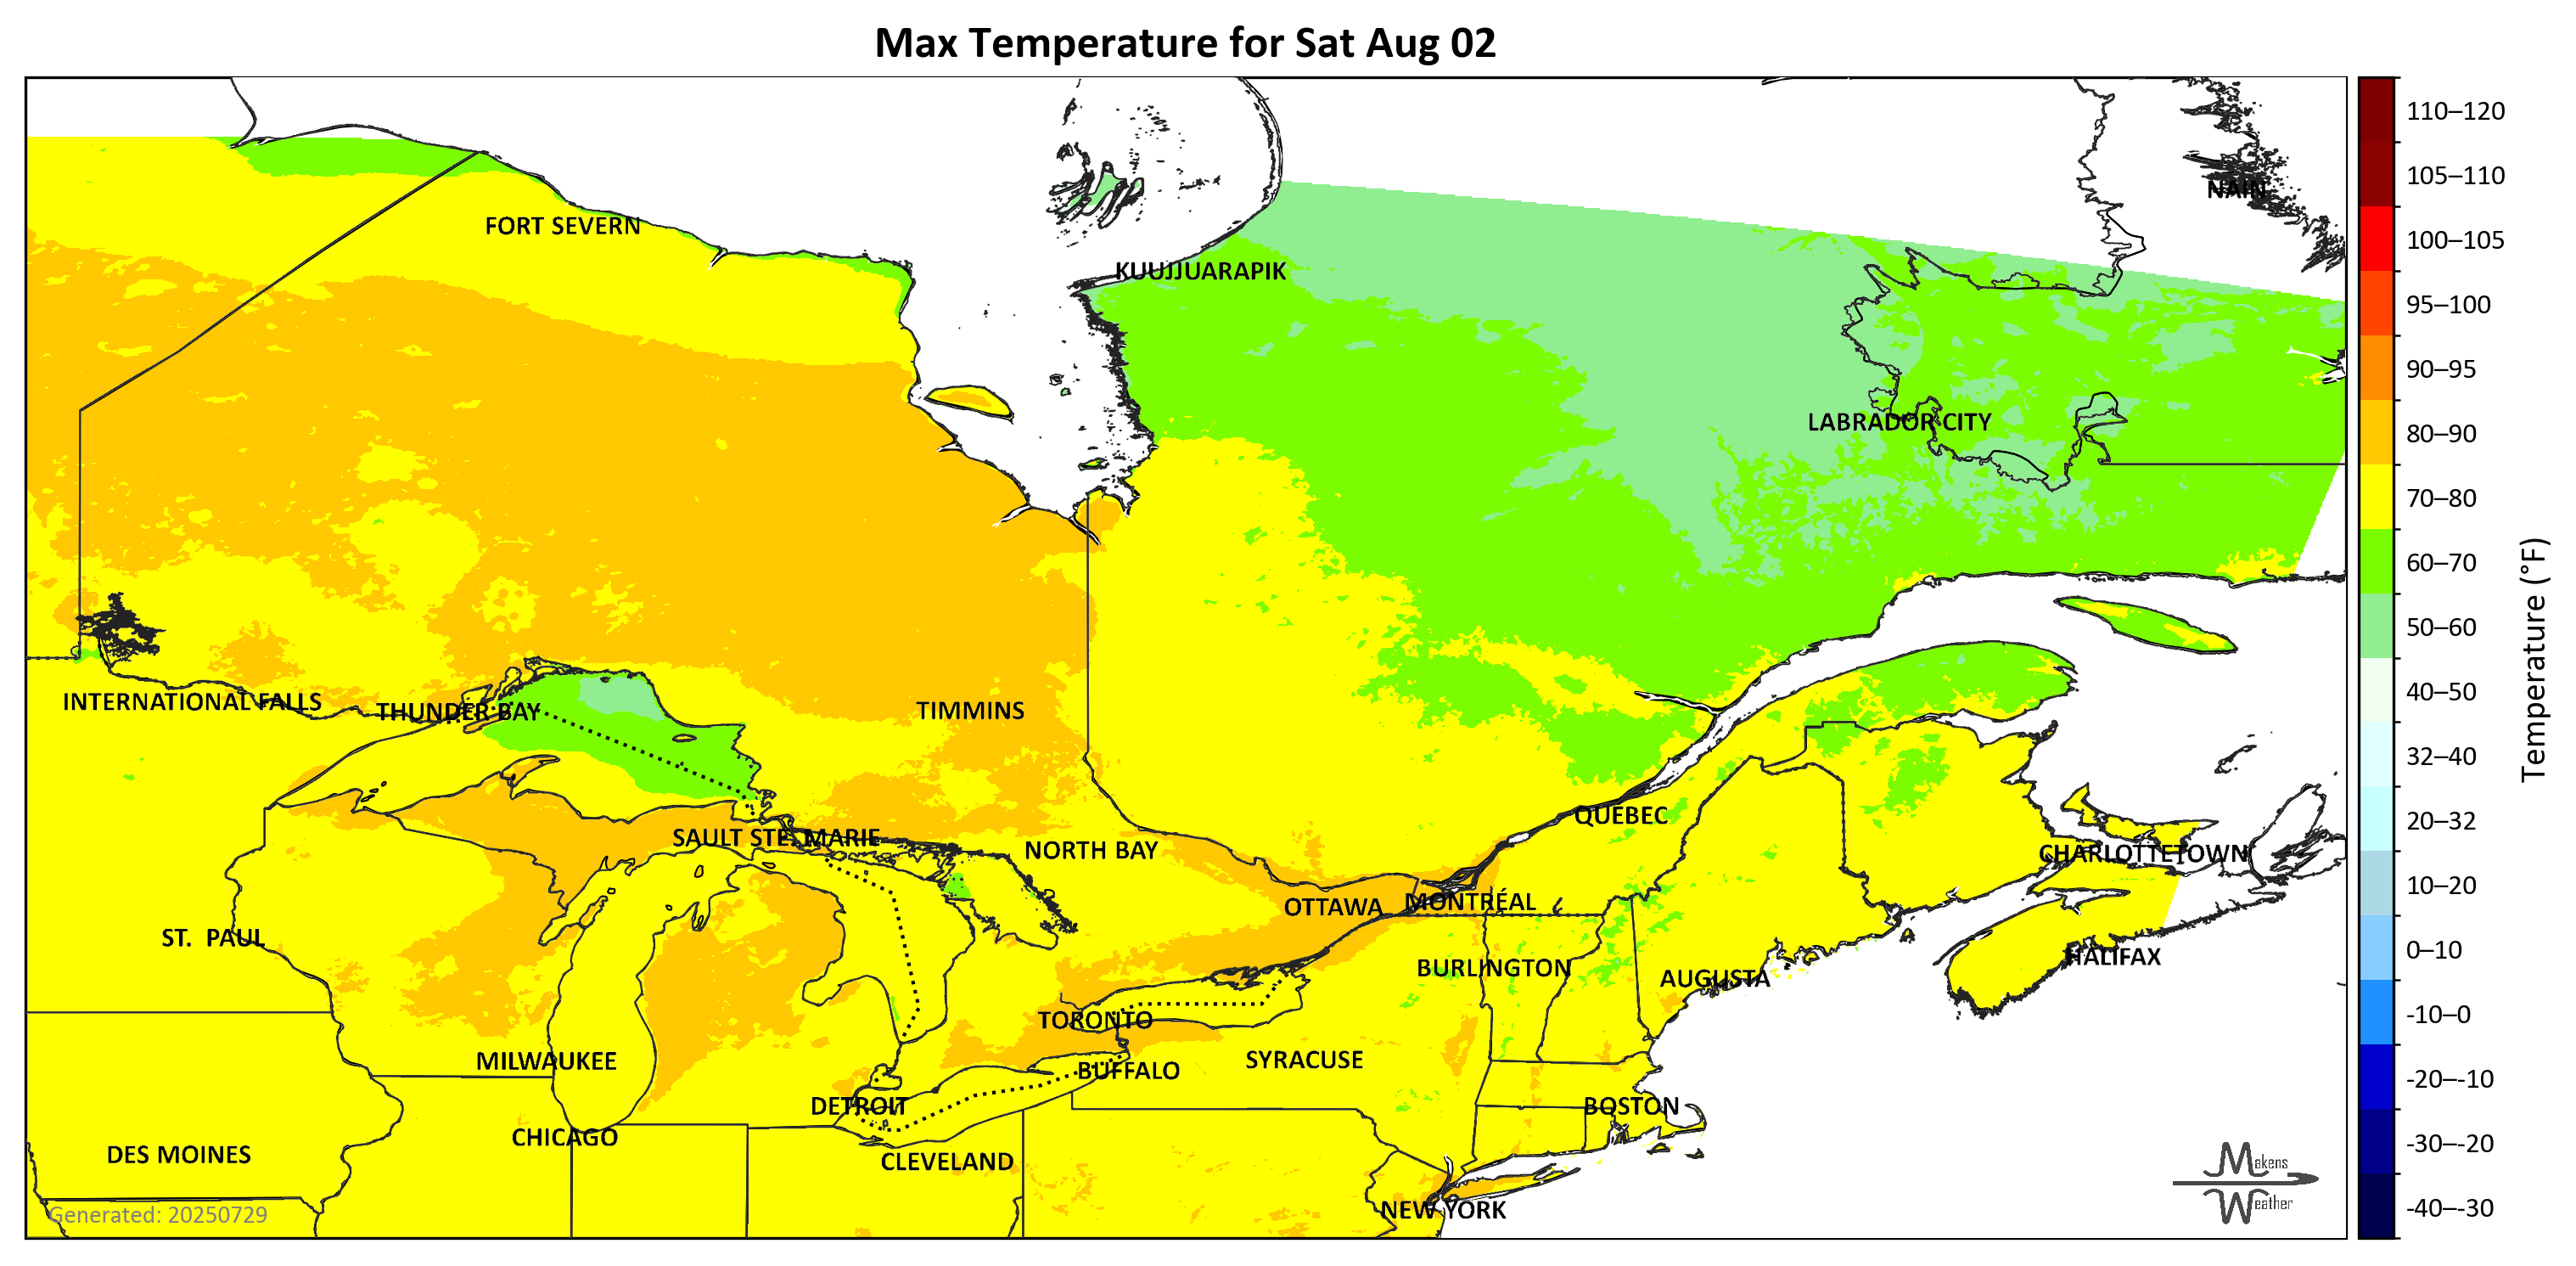 Max Temperature for Sat Aug 02
110–120
105–110
NAIN
FORT SEVERN
100–105
KUUJJUARAPIK
95–100
90–95
LABRADOR CITY
80–90
70–80
60–70
50–60
Temperature (°F)
40–50
INTERNATIONAL FALLS
THUNDER BAY
TIMMINS
32–40
QUEBEC
20–32
SAULT STE. MARIE
NORTH BAY
CHARLOTTETOWN
10–20
OTTAWA
MONTRÉAL
ST. PAUL
0–10
HALIFAX
BURLINGTON
AUGUSTA
-10–0
TORONTO
MILWAUKEE
SYRACUSE
BUFFALO
-20–-10
DETROIT
BOSTON
CHICAGO
-30–-20
DES MOINES
CLEVELAND
Makens
Weather
-40–-30
NEW YORK
Generated: 20250729